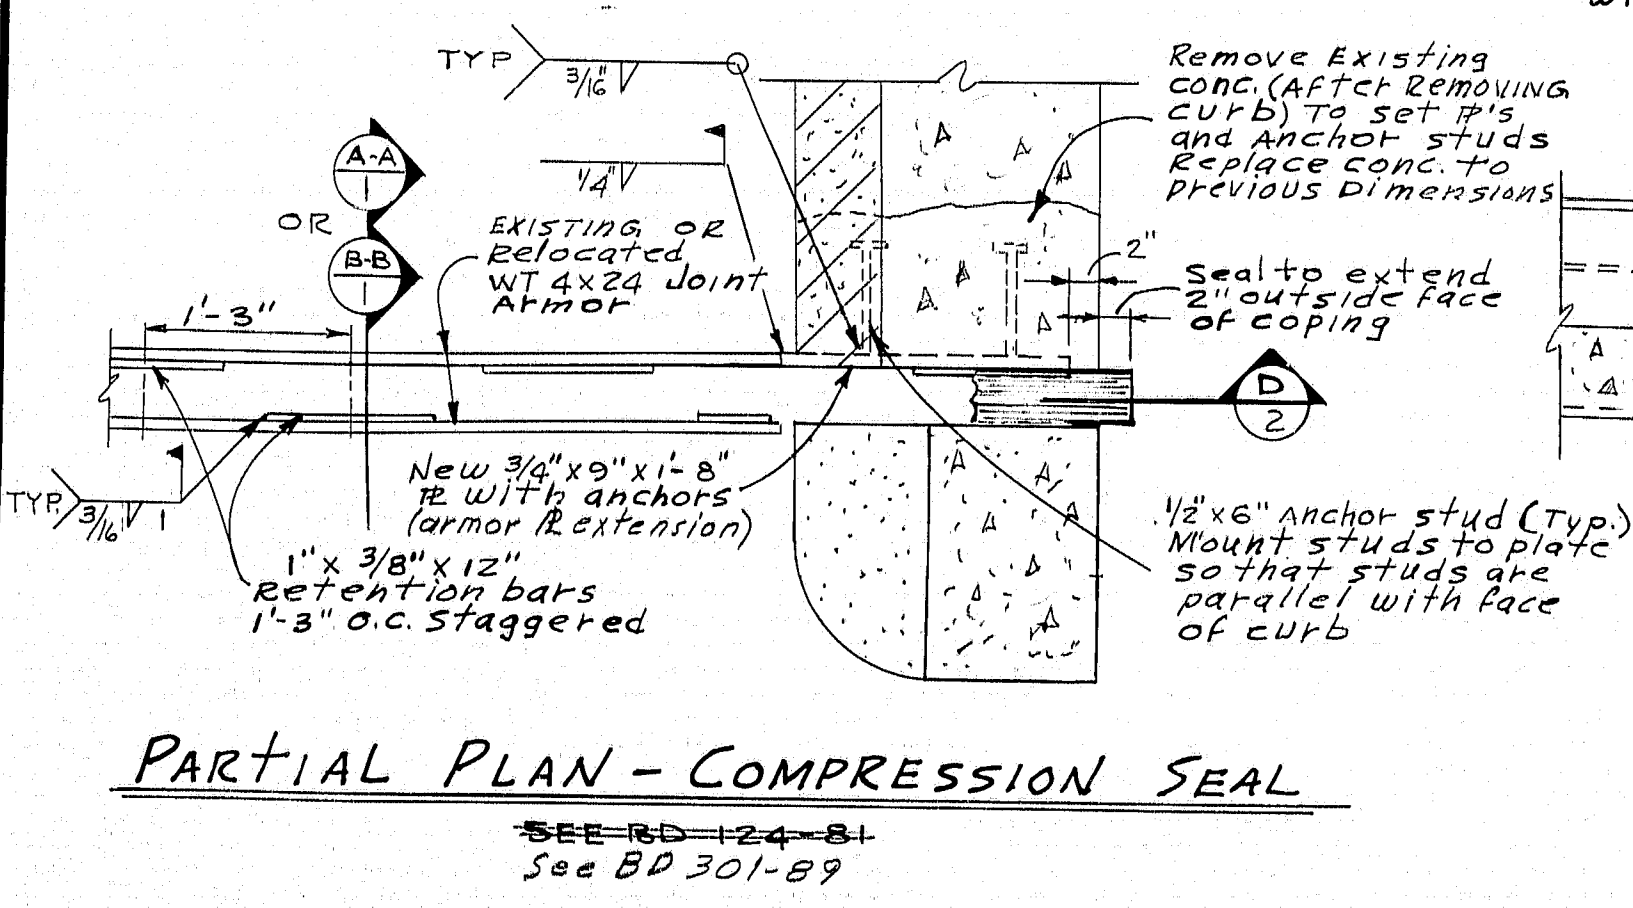 TYP
3/16"
1/4"
A-A
1
OR
B-B
1
1'-3"
EXISTING OR
Relocated
WT 4x24 Joint
Armor
Remove Existing
conc. (After Removing
curb) To set ⅊'s
and Anchor studs
Replace conc. to
previous Dimensions
2"
Seal to extend
2" outside face
of coping
D
2
TYP.
3/16
1
New 3/4" x 9" x 1'-8"
⅊ with anchors
(armor ⅊ extension)
1" x 3/8" x 12"
Retention bars
1'-3" O.C. Staggered
1/2" x 6" Anchor stud (Typ.)
Mount studs to plate
so that studs are
parallel with face
of curb
PARTIAL PLAN - COMPRESSION SEAL
SEE BD 124-81
See BD 301-89